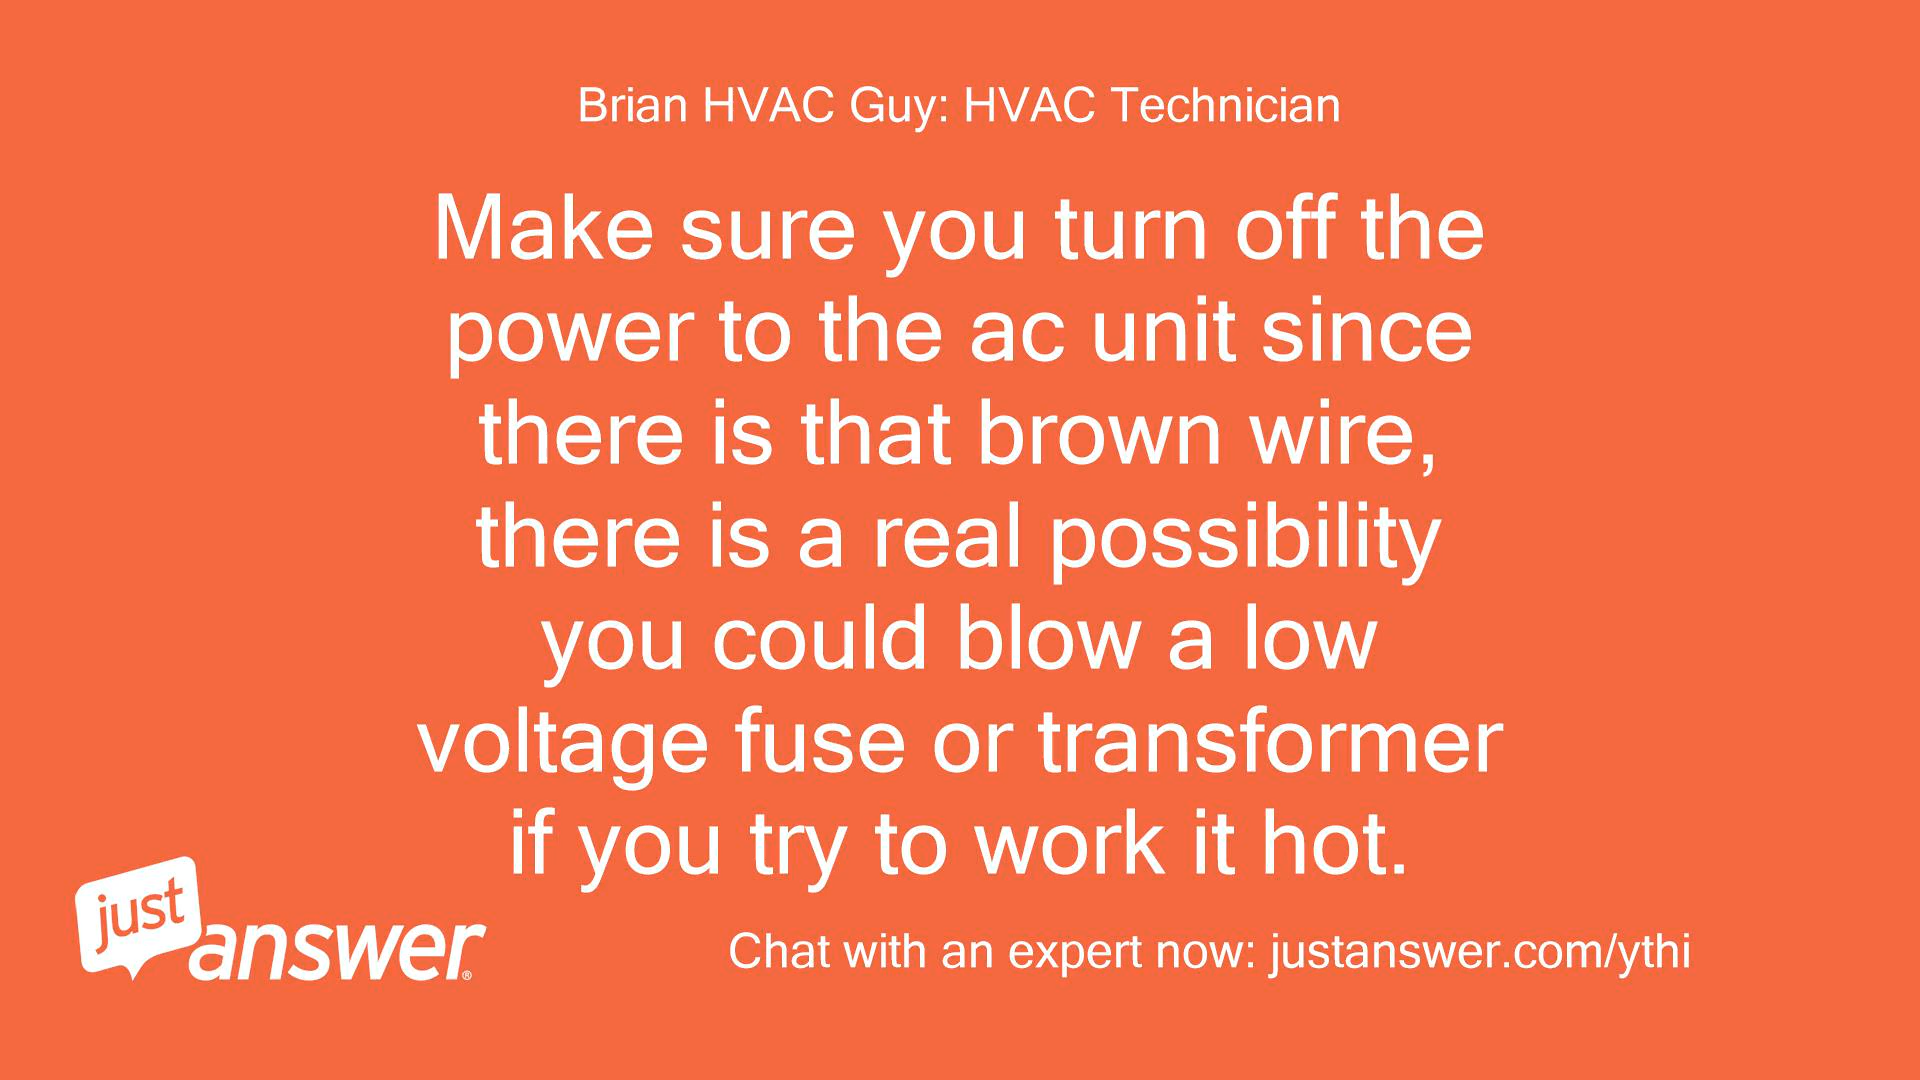 Brian HVAC Guy: HVAC Technician
Make sure you turn off the
power to the ac unit since
there is that brown wire,
there is a real possibility
you could blow a low
voltage fuse or transformer
if you try to work it hot.
just
answer®
Chat with an expert now: justanswer.com/ythi